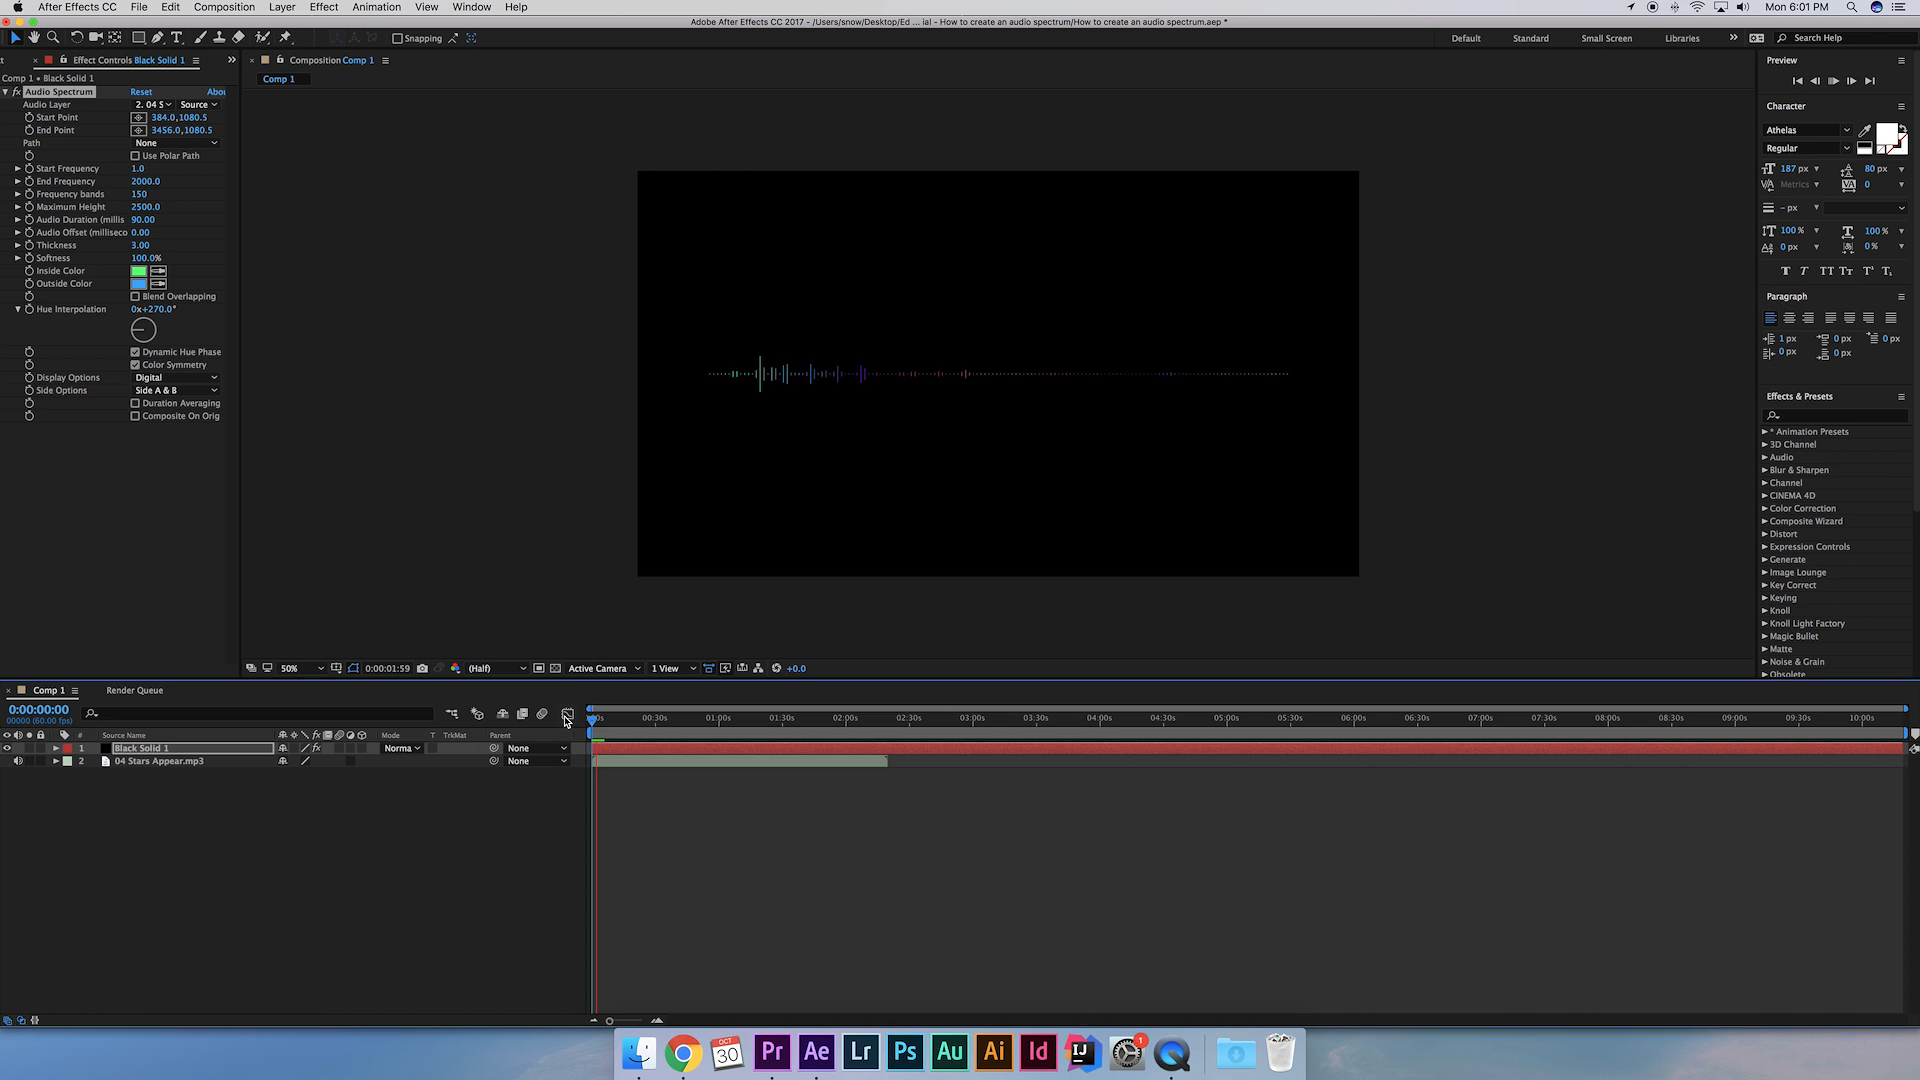 After Effects CC File Edit Composition Layer Effect Animation View Window Help Mon 6:01 PM
Adobe After Effects CC 2017 - /Users/snow/Desktop/Ed ... ial - How to create an audio spectrum/How to create an audio spectrum.aep *
Snapping Default Standard Small Screen Libraries Search Help
Effect Controls Black Solid 1
Comp 1 • Black Solid 1
fx Audio Spectrum Reset Abou
Audio Layer 2. 04 S Source
Start Point 384.0,1080.5
End Point 3456.0,1080.5
Path None
Use Polar Path
Start Frequency 1.0
End Frequency 2000.0
Frequency bands 150
Maximum Height 2500.0
Audio Duration (millis 90.00
Audio Offset (milliseco 0.00
Thickness 3.00
Softness 100.0%
Inside Color
Outside Color
Blend Overlapping
Hue Interpolation 0x+270.0°
Dynamic Hue Phase
Color Symmetry
Display Options Digital
Side Options Side A & B
Duration Averaging
Composite On Orig
Composition Comp 1
Comp 1
50% 0:00:01:59 (Half) Active Camera 1 View +0.0
Preview
Character
Athelas
Regular
187 px 80 px
Metrics 0
- px
100% 100%
0 px 0%
T T TT Tt T¹ T₁
Paragraph
1 px 0 px 0 px
0 px 0 px
Effects & Presets
* Animation Presets
3D Channel
Audio
Blur & Sharpen
Channel
CINEMA 4D
Color Correction
Composite Wizard
Distort
Expression Controls
Generate
Image Lounge
Key Correct
Keying
Knoll
Knoll Light Factory
Magic Bullet
Matte
Noise & Grain
Obsolete
Comp 1 Render Queue
0:00:00:00
00000 (60.00 fps)
00:30s 01:00s 01:30s 02:00s 02:30s 03:00s 03:30s 04:00s 04:30s 05:00s 05:30s 06:00s 06:30s 07:00s 07:30s 08:00s 08:30s 09:00s 09:30s 10:00s
# Source Name Mode T TrkMat Parent
1 Black Solid 1 fx Norma None
2 04 Stars Appear.mp3 None
OCT 30 Pr Ae Lr Ps Au Ai Id IJ 1